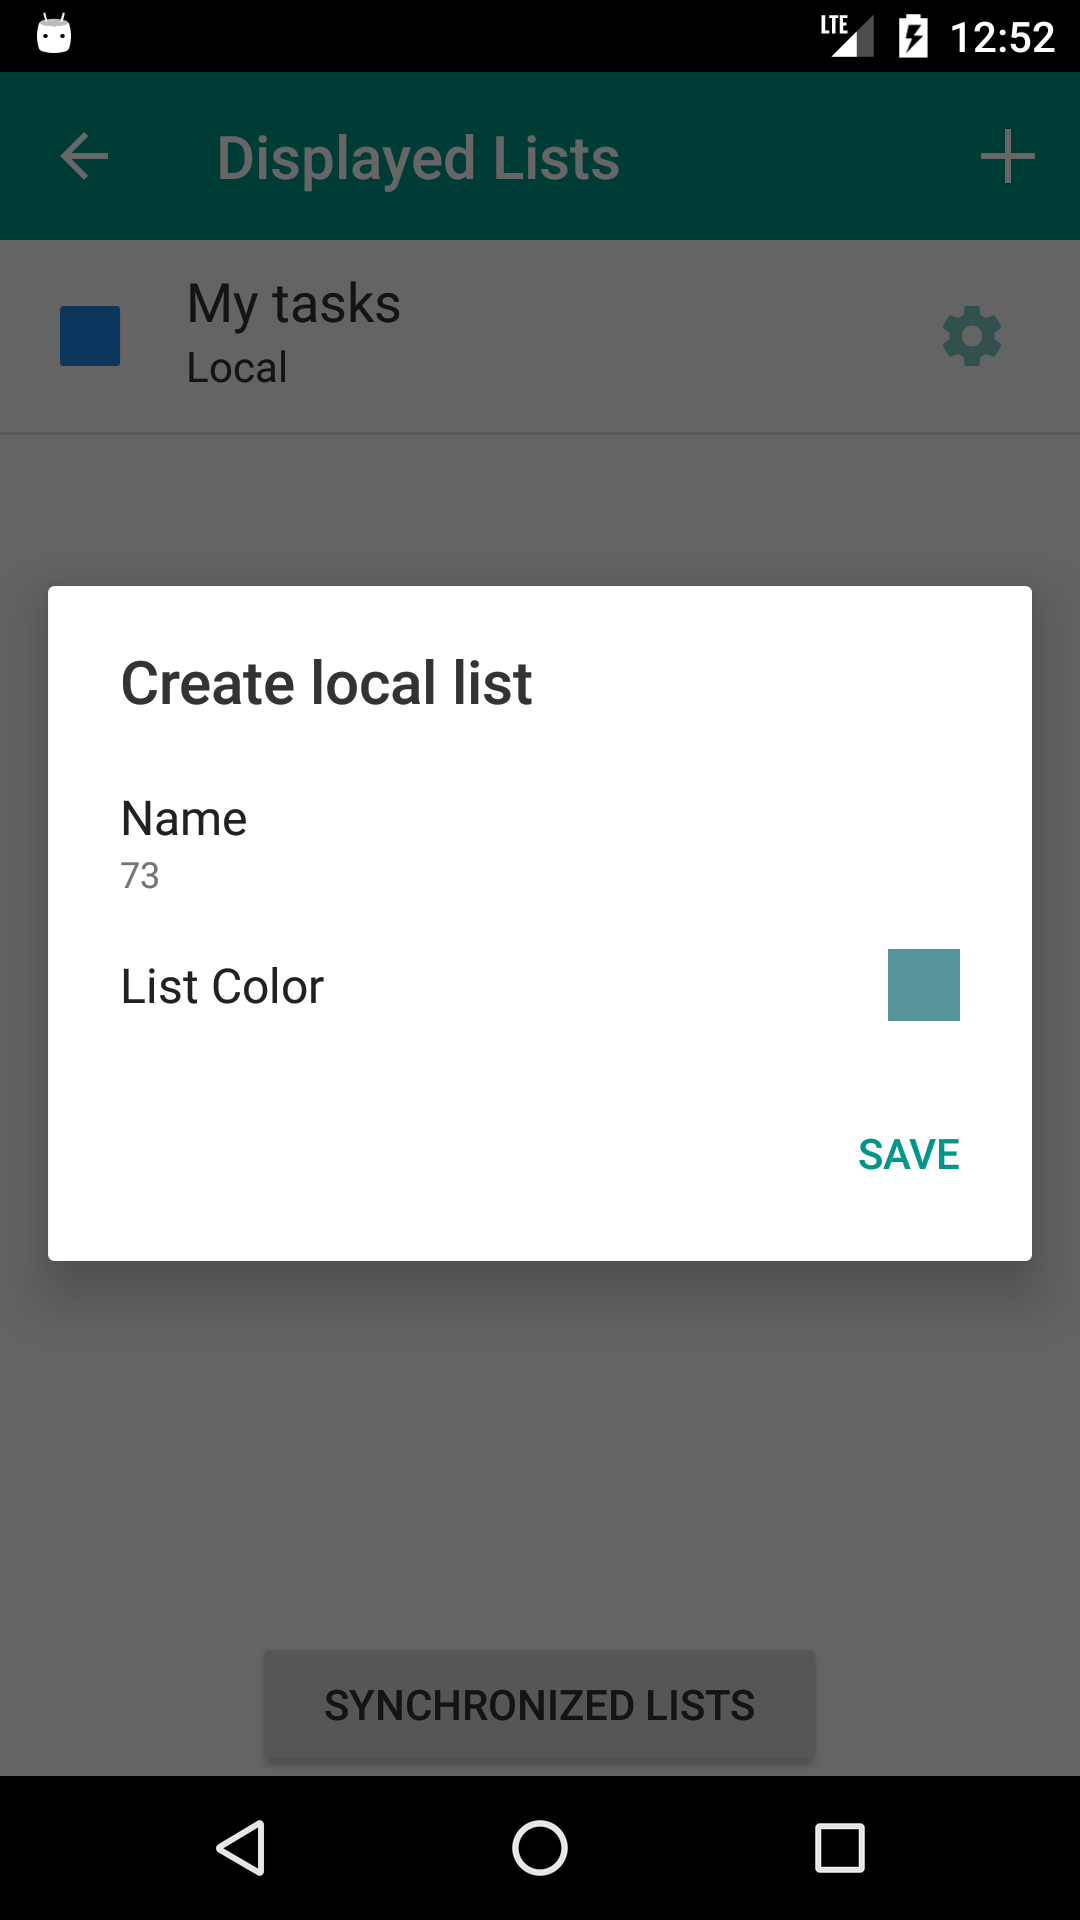 LTE 12:52
Displayed Lists
My tasks
Local
Create local list
Name
73
List Color
SAVE
SYNCHRONIZED LISTS